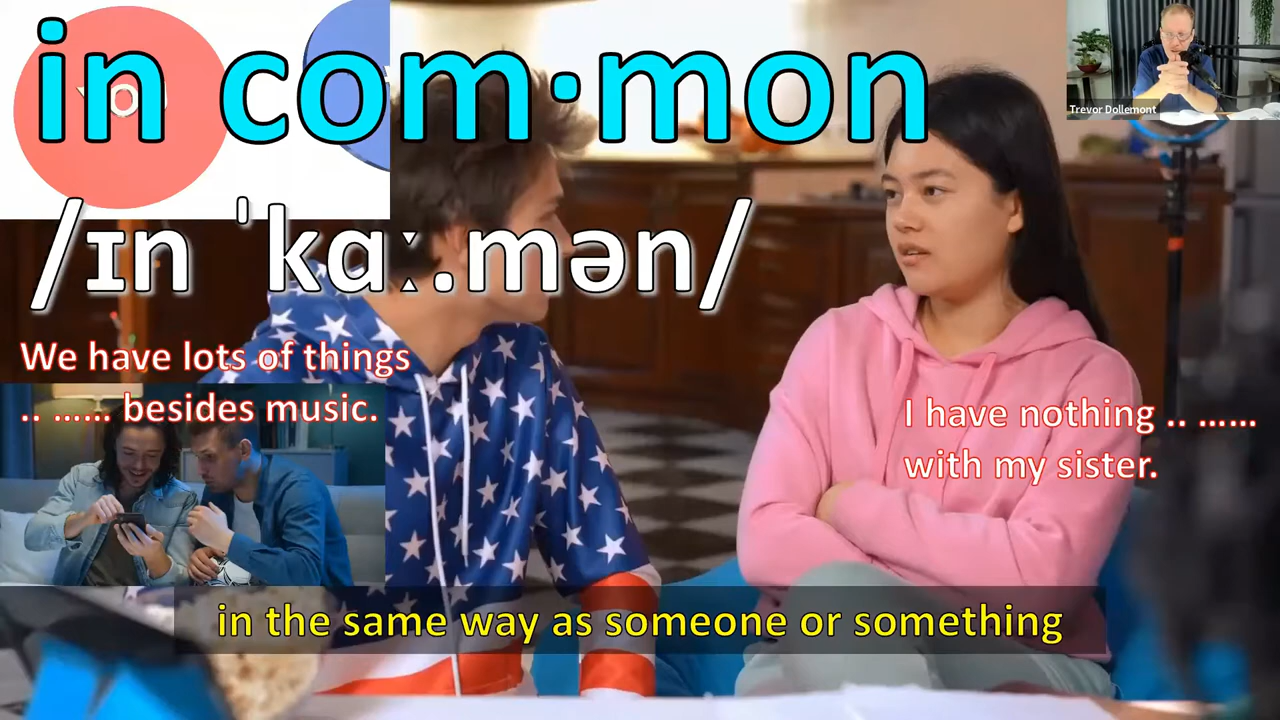 in com·mon
YOU
Trevor Dollemont
/ɪn ˈkɑː.mən/
We have lots of things
.. ...... besides music.
I have nothing .. ......
with my sister.
in the same way as someone or something